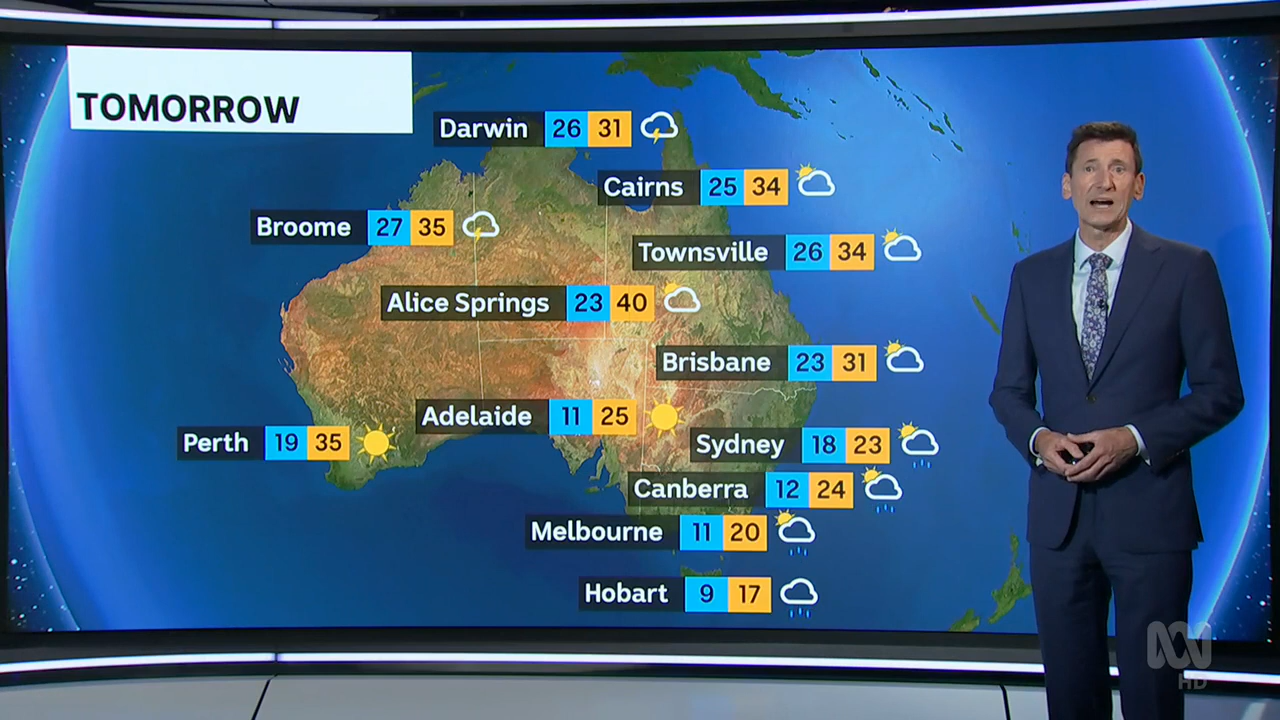 TOMORROW
Darwin 26 31
Cairns 25 34
Broome 27 35
Townsville 26 34
Alice Springs 23 40
Brisbane 23 31
Adelaide 11 25
Perth 19 35
Sydney 18 23
Canberra 12 24
Melbourne 11 20
Hobart 9 17
HD